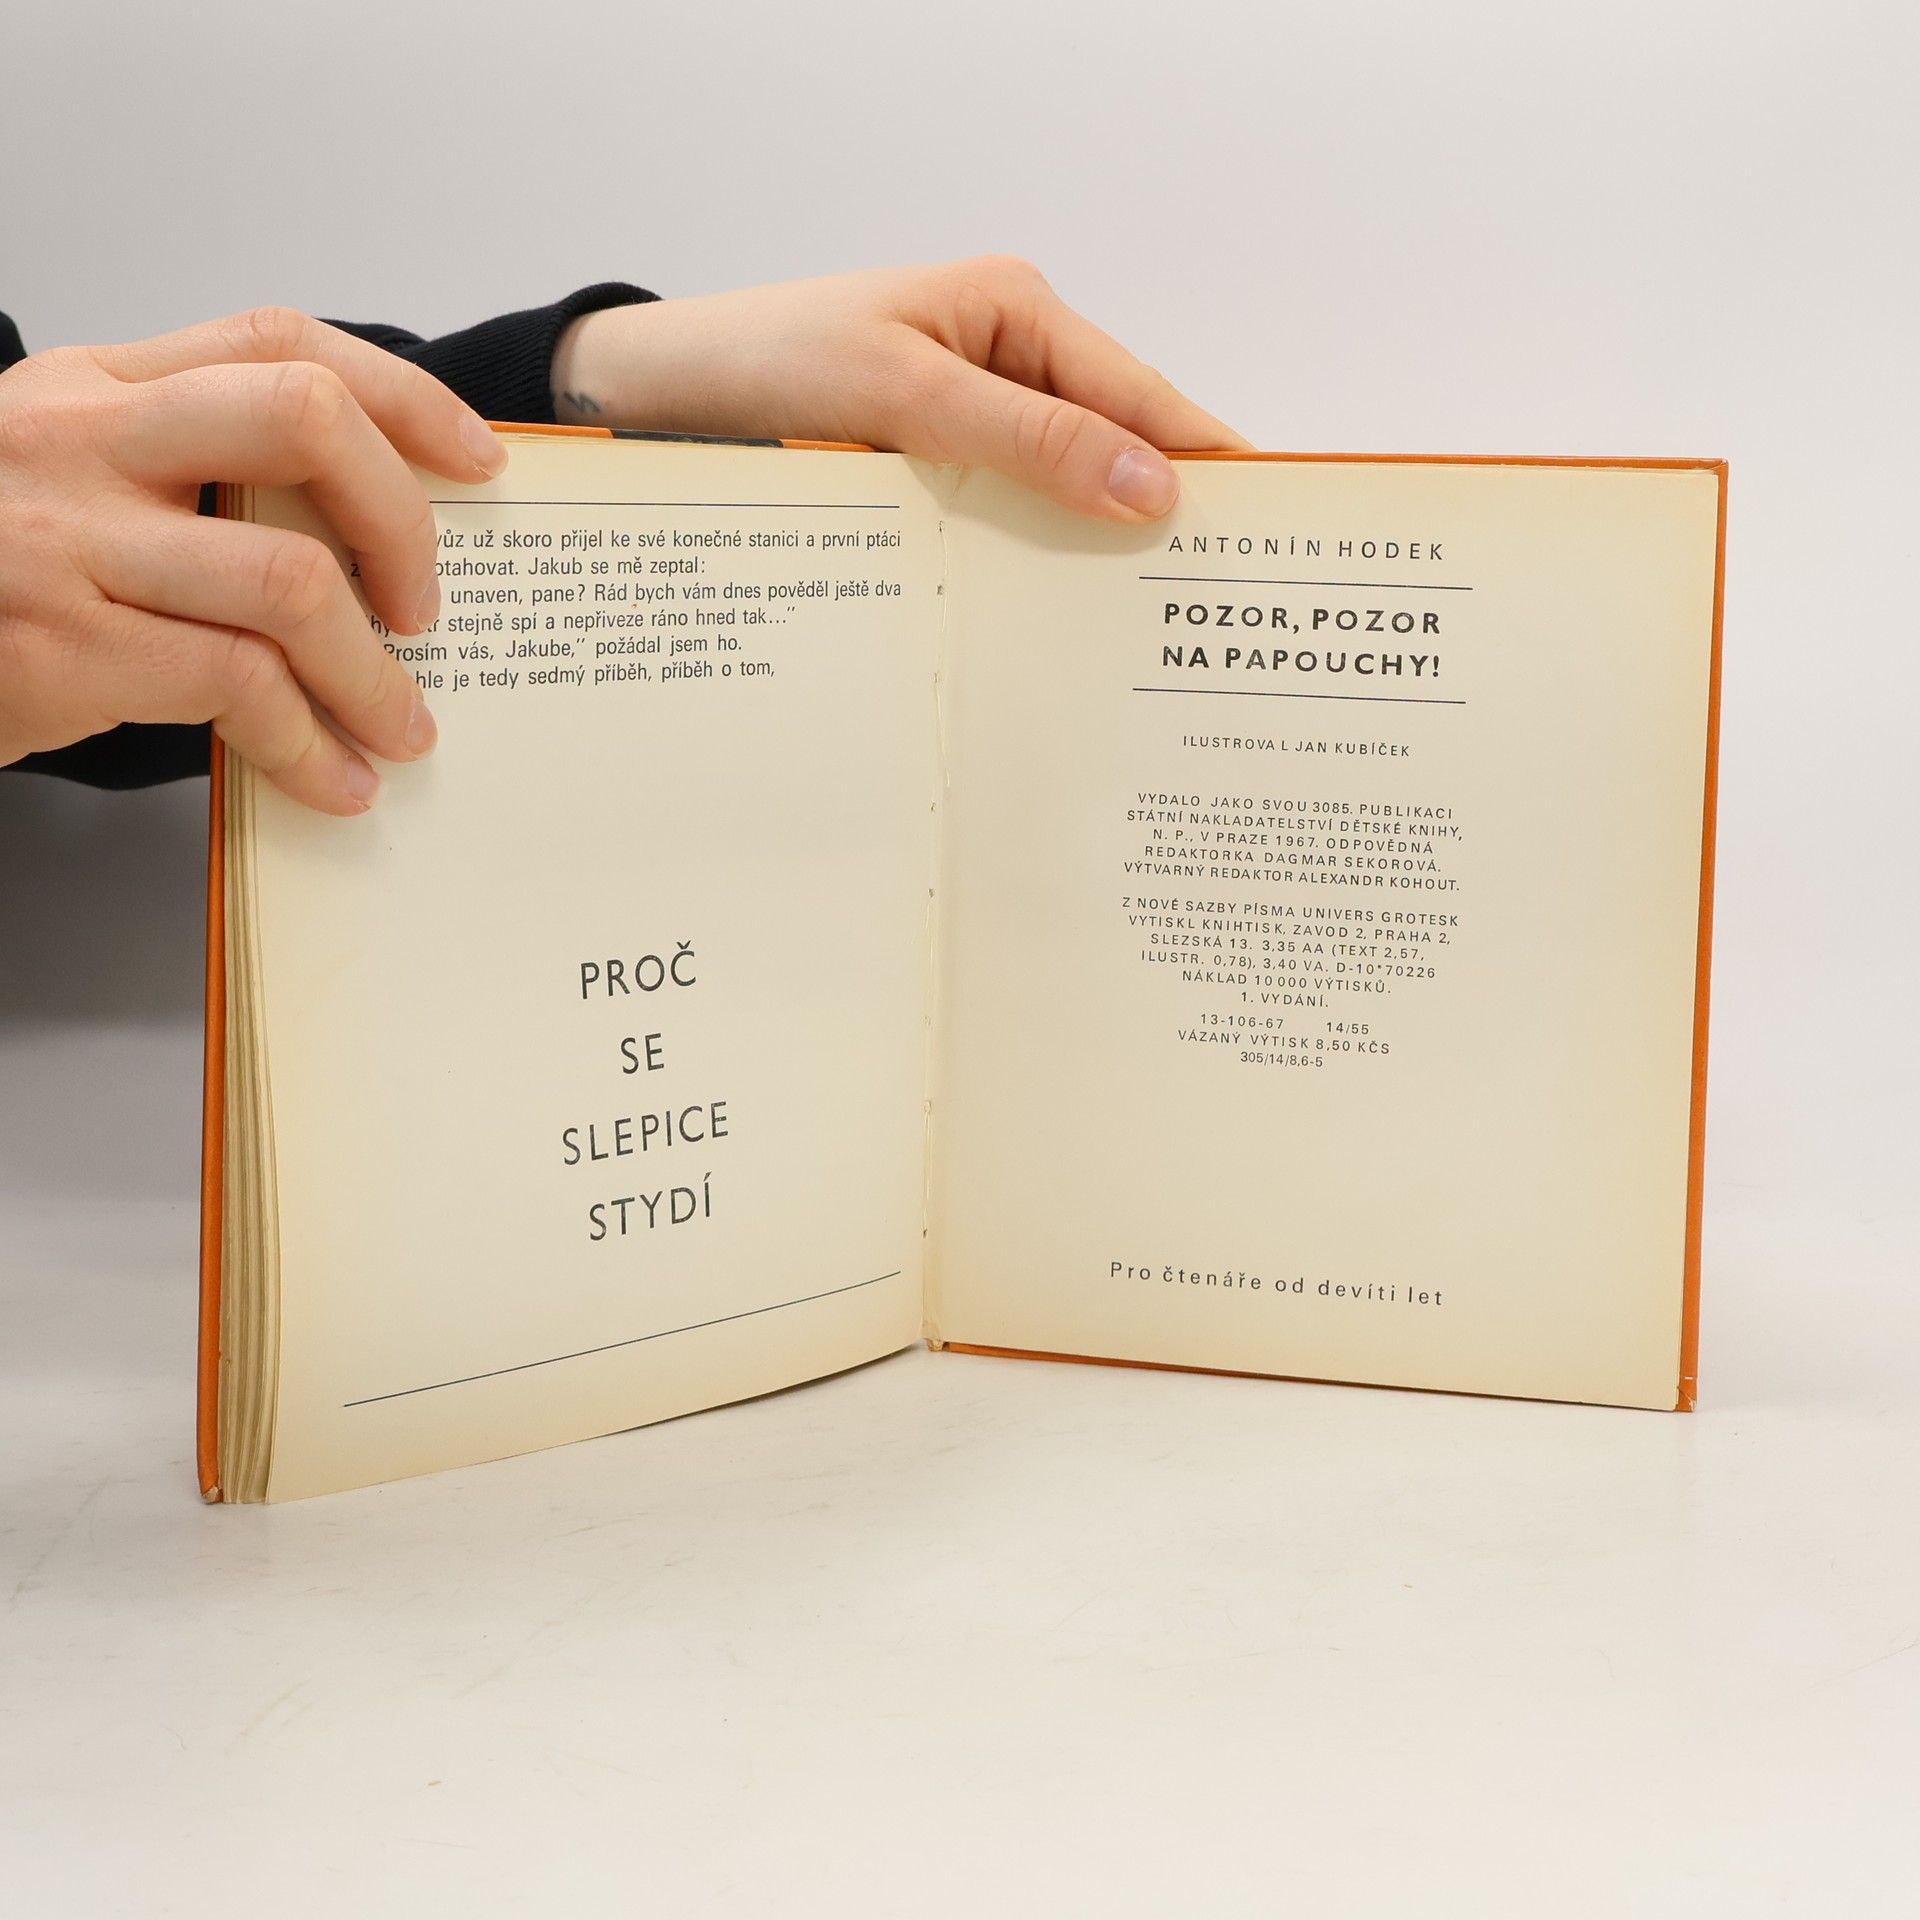 vůz už skoro přijel ke své konečné stanici a první ptáci
otahovat. Jakub se mě zeptal:
unaven, pane? Rád bych vám dnes pověděl ještě dva
stejně spí a nepřiveze ráno hned tak..."
Prosím vás, Jakube," požádal jsem ho.
hle je tedy sedmý příběh, příběh o tom,
PROČ
SE
SLEPICE
STYDÍ
ANTONÍN HODEK
POZOR, POZOR
NA PAPOUCHY!
ILUSTROVAL JAN KUBÍČEK
VYDALO JAKO SVOU 3085. PUBLIKACI
STÁTNÍ NAKLADATELSTVÍ DĚTSKÉ KNIHY,
N. P., V PRAZE 1967. ODPOVĚDNÁ
REDAKTORKA DAGMAR SEKOROVÁ.
VÝTVARNÝ REDAKTOR ALEXANDR KOHOUT.
Z NOVÉ SAZBY PÍSMA UNIVERS GROTESK
VYTISKL KNIHTISK, ZÁVOD 2, PRAHA 2,
SLEZSKÁ 13. 3,35 AA (TEXT 2,57,
ILUSTR. 0,78), 3,40 VA. D-10*70226
NÁKLAD 10 000 VÝTISKŮ.
1. VYDÁNÍ.
13-106-67 14/55
VÁZANÝ VÝTISK 8,50 KČS
305/14/8,6-5
Pro čtenáře od devíti let